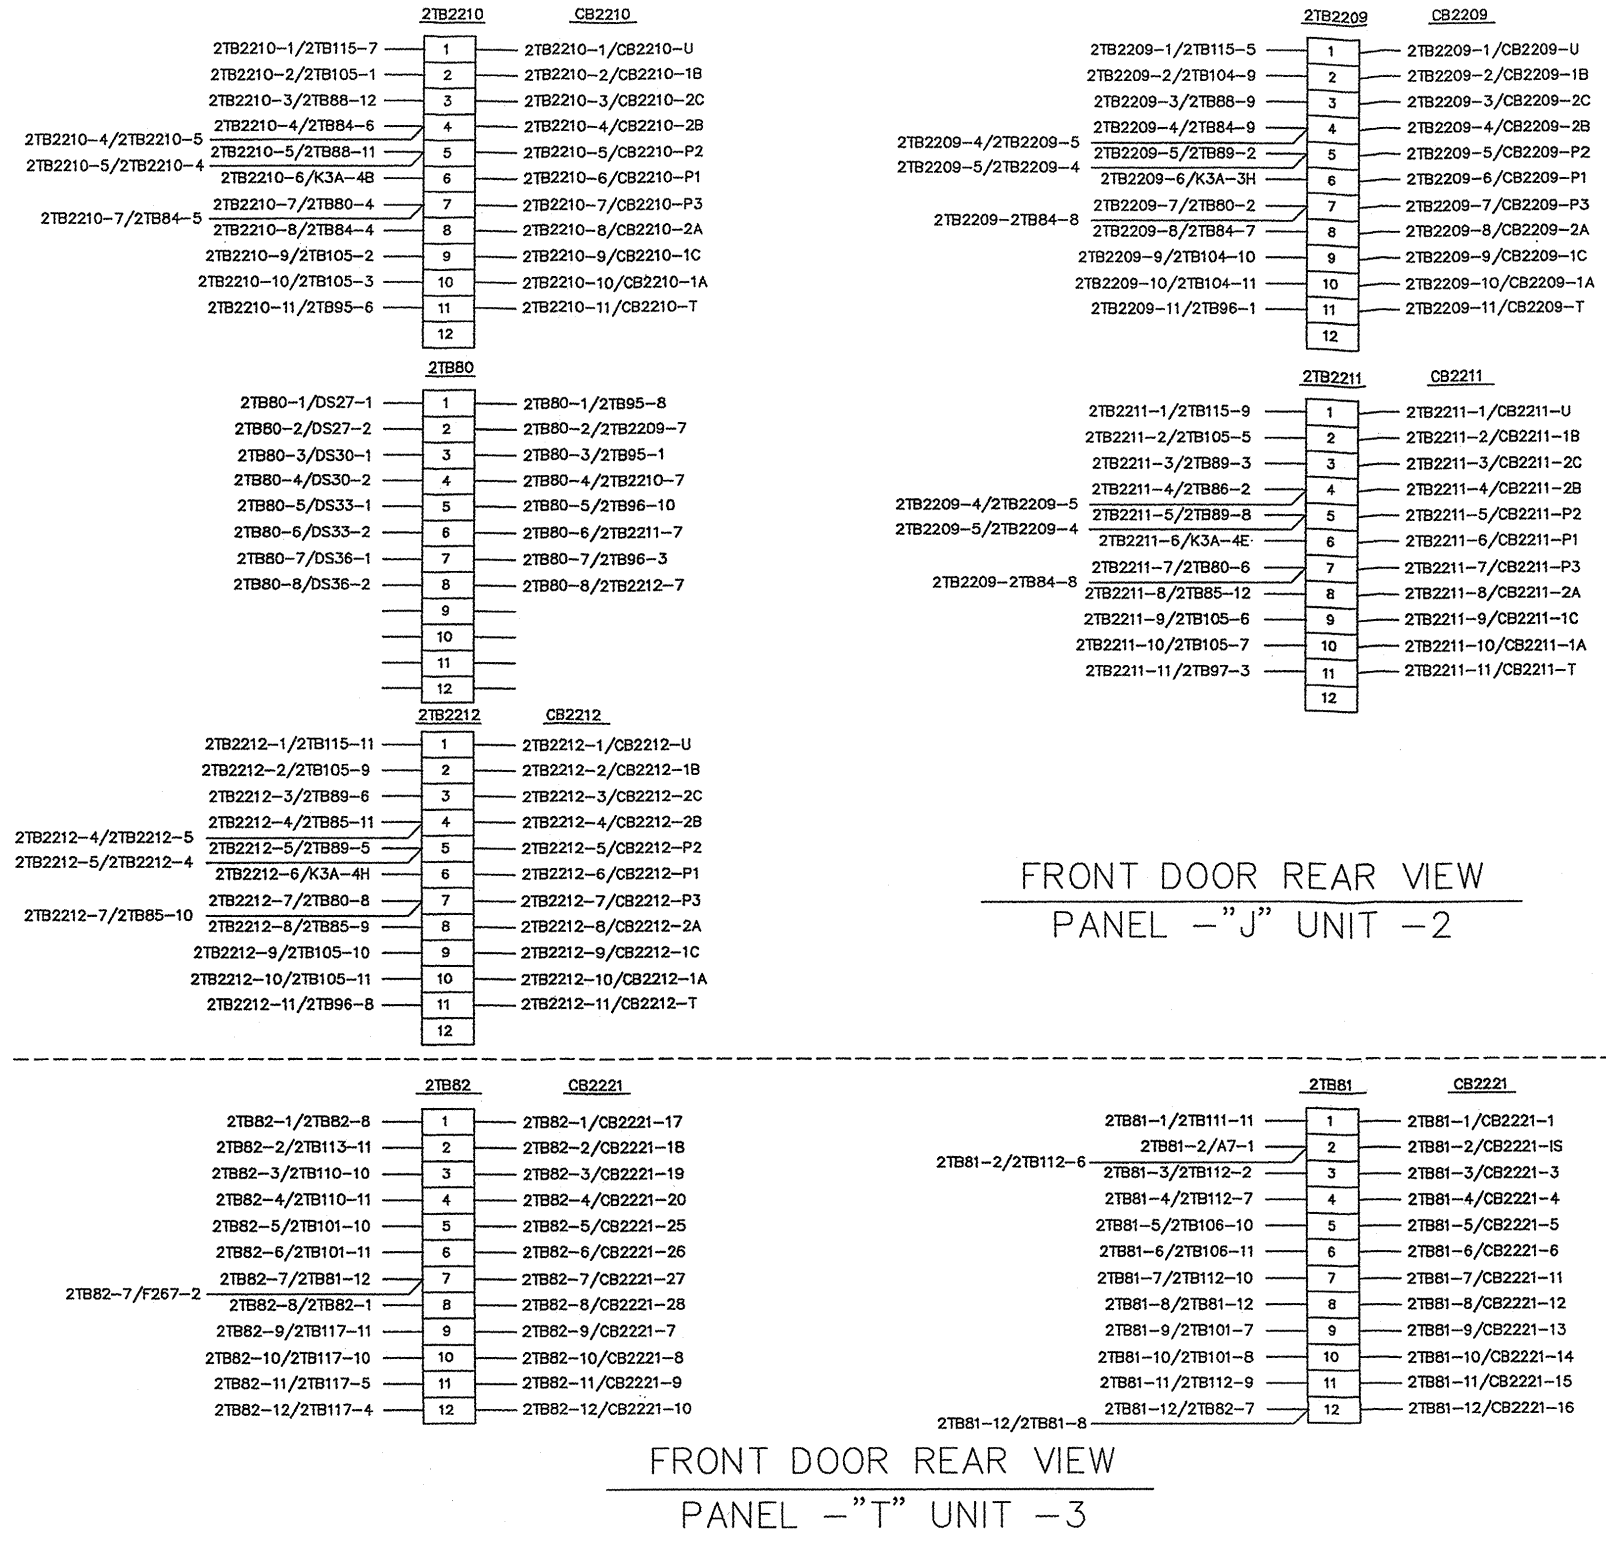 2TB2210 CB2210
2TB2210-1/2TB115-7 1 2TB2210-1/CB2210-U
2TB2210-2/2TB105-1 2 2TB2210-2/CB2210-1B
2TB2210-3/2TB88-12 3 2TB2210-3/CB2210-2C
2TB2210-4/2TB84-6 4 2TB2210-4/CB2210-2B
2TB2210-4/2TB2210-5
2TB2210-5/2TB88-11 5 2TB2210-5/CB2210-P2
2TB2210-5/2TB2210-4
2TB2210-6/K3A-4B 6 2TB2210-6/CB2210-P1
2TB2210-7/2TB80-4 7 2TB2210-7/CB2210-P3
2TB2210-7/2TB84-5
2TB2210-8/2TB84-4 8 2TB2210-8/CB2210-2A
2TB2210-9/2TB105-2 9 2TB2210-9/CB2210-1C
2TB2210-10/2TB105-3 10 2TB2210-10/CB2210-1A
2TB2210-11/2TB95-6 11 2TB2210-11/CB2210-T
12
2TB2209 CB2209
2TB2209-1/2TB115-5 1 2TB2209-1/CB2209-U
2TB2209-2/2TB104-9 2 2TB2209-2/CB2209-1B
2TB2209-3/2TB88-9 3 2TB2209-3/CB2209-2C
2TB2209-4/2TB84-9 4 2TB2209-4/CB2209-2B
2TB2209-4/2TB2209-5
2TB2209-5/2TB89-2 5 2TB2209-5/CB2209-P2
2TB2209-5/2TB2209-4
2TB2209-6/K3A-3H 6 2TB2209-6/CB2209-P1
2TB2209-7/2TB80-2 7 2TB2209-7/CB2209-P3
2TB2209-2TB84-8
2TB2209-8/2TB84-7 8 2TB2209-8/CB2209-2A
2TB2209-9/2TB104-10 9 2TB2209-9/CB2209-1C
2TB2209-10/2TB104-11 10 2TB2209-10/CB2209-1A
2TB2209-11/2TB96-1 11 2TB2209-11/CB2209-T
12
2TB80
2TB80-1/DS27-1 1 2TB80-1/2TB95-8
2TB80-2/DS27-2 2 2TB80-2/2TB2209-7
2TB80-3/DS30-1 3 2TB80-3/2TB95-1
2TB80-4/DS30-2 4 2TB80-4/2TB2210-7
2TB80-5/DS33-1 5 2TB80-5/2TB96-10
2TB80-6/DS33-2 6 2TB80-6/2TB2211-7
2TB80-7/DS36-1 7 2TB80-7/2TB96-3
2TB80-8/DS36-2 8 2TB80-8/2TB2212-7
9
10
11
12
2TB2211 CB2211
2TB2211-1/2TB115-9 1 2TB2211-1/CB2211-U
2TB2211-2/2TB105-5 2 2TB2211-2/CB2211-1B
2TB2211-3/2TB89-3 3 2TB2211-3/CB2211-2C
2TB2211-4/2TB86-2 4 2TB2211-4/CB2211-2B
2TB2209-4/2TB2209-5
2TB2211-5/2TB89-8 5 2TB2211-5/CB2211-P2
2TB2209-5/2TB2209-4
2TB2211-6/K3A-4E 6 2TB2211-6/CB2211-P1
2TB2211-7/2TB80-6 7 2TB2211-7/CB2211-P3
2TB2209-2TB84-8
2TB2211-8/2TB85-12 8 2TB2211-8/CB2211-2A
2TB2211-9/2TB105-6 9 2TB2211-9/CB2211-1C
2TB2211-10/2TB105-7 10 2TB2211-10/CB2211-1A
2TB2211-11/2TB97-3 11 2TB2211-11/CB2211-T
12
2TB2212 CB2212
2TB2212-1/2TB115-11 1 2TB2212-1/CB2212-U
2TB2212-2/2TB105-9 2 2TB2212-2/CB2212-1B
2TB2212-3/2TB89-6 3 2TB2212-3/CB2212-2C
2TB2212-4/2TB85-11 4 2TB2212-4/CB2212-2B
2TB2212-4/2TB2212-5
2TB2212-5/2TB89-5 5 2TB2212-5/CB2212-P2
2TB2212-5/2TB2212-4
2TB2212-6/K3A-4H 6 2TB2212-6/CB2212-P1
2TB2212-7/2TB80-8 7 2TB2212-7/CB2212-P3
2TB2212-7/2TB85-10
2TB2212-8/2TB85-9 8 2TB2212-8/CB2212-2A
2TB2212-9/2TB105-10 9 2TB2212-9/CB2212-1C
2TB2212-10/2TB105-11 10 2TB2212-10/CB2212-1A
2TB2212-11/2TB96-8 11 2TB2212-11/CB2212-T
12
FRONT DOOR REAR VIEW
PANEL -"J" UNIT -2
2TB82 CB2221
2TB82-1/2TB82-8 1 2TB82-1/CB2221-17
2TB82-2/2TB113-11 2 2TB82-2/CB2221-18
2TB82-3/2TB110-10 3 2TB82-3/CB2221-19
2TB82-4/2TB110-11 4 2TB82-4/CB2221-20
2TB82-5/2TB101-10 5 2TB82-5/CB2221-25
2TB82-6/2TB101-11 6 2TB82-6/CB2221-26
2TB82-7/2TB81-12 7 2TB82-7/CB2221-27
2TB82-7/F267-2
2TB82-8/2TB82-1 8 2TB82-8/CB2221-28
2TB82-9/2TB117-11 9 2TB82-9/CB2221-7
2TB82-10/2TB117-10 10 2TB82-10/CB2221-8
2TB82-11/2TB117-5 11 2TB82-11/CB2221-9
2TB82-12/2TB117-4 12 2TB82-12/CB2221-10
2TB81 CB2221
2TB81-1/2TB111-11 1 2TB81-1/CB2221-1
2TB81-2/A7-1 2 2TB81-2/CB2221-IS
2TB81-2/2TB112-6
2TB81-3/2TB112-2 3 2TB81-3/CB2221-3
2TB81-4/2TB112-7 4 2TB81-4/CB2221-4
2TB81-5/2TB106-10 5 2TB81-5/CB2221-5
2TB81-6/2TB106-11 6 2TB81-6/CB2221-6
2TB81-7/2TB112-10 7 2TB81-7/CB2221-11
2TB81-8/2TB81-12 8 2TB81-8/CB2221-12
2TB81-9/2TB101-7 9 2TB81-9/CB2221-13
2TB81-10/2TB101-8 10 2TB81-10/CB2221-14
2TB81-11/2TB112-9 11 2TB81-11/CB2221-15
2TB81-12/2TB82-7 12 2TB81-12/CB2221-16
2TB81-12/2TB81-8
FRONT DOOR REAR VIEW
PANEL -"T" UNIT -3